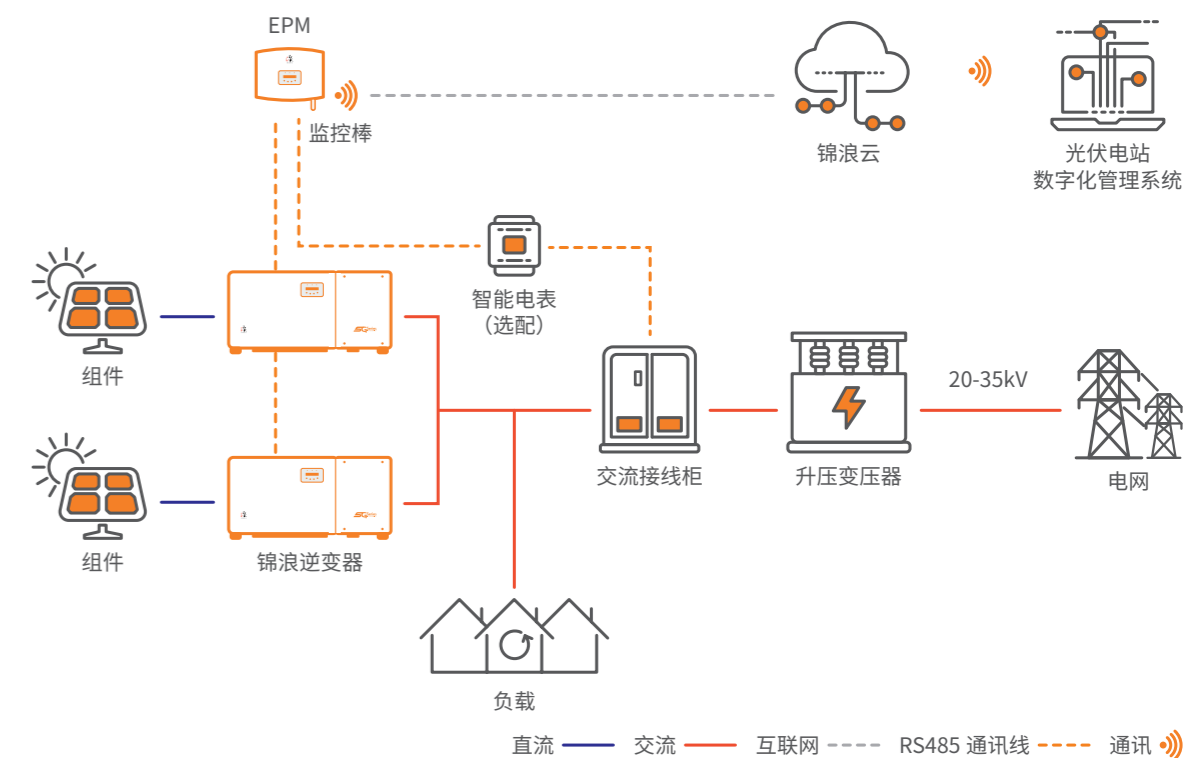 EPM
监控棒
锦浪云
光伏电站
数字化管理系统
智能电表
（选配）
组件
20-35kV
交流接线柜
升压变压器
电网
组件
锦浪逆变器
负载
直流
交流
互联网
RS485 通讯线
通讯